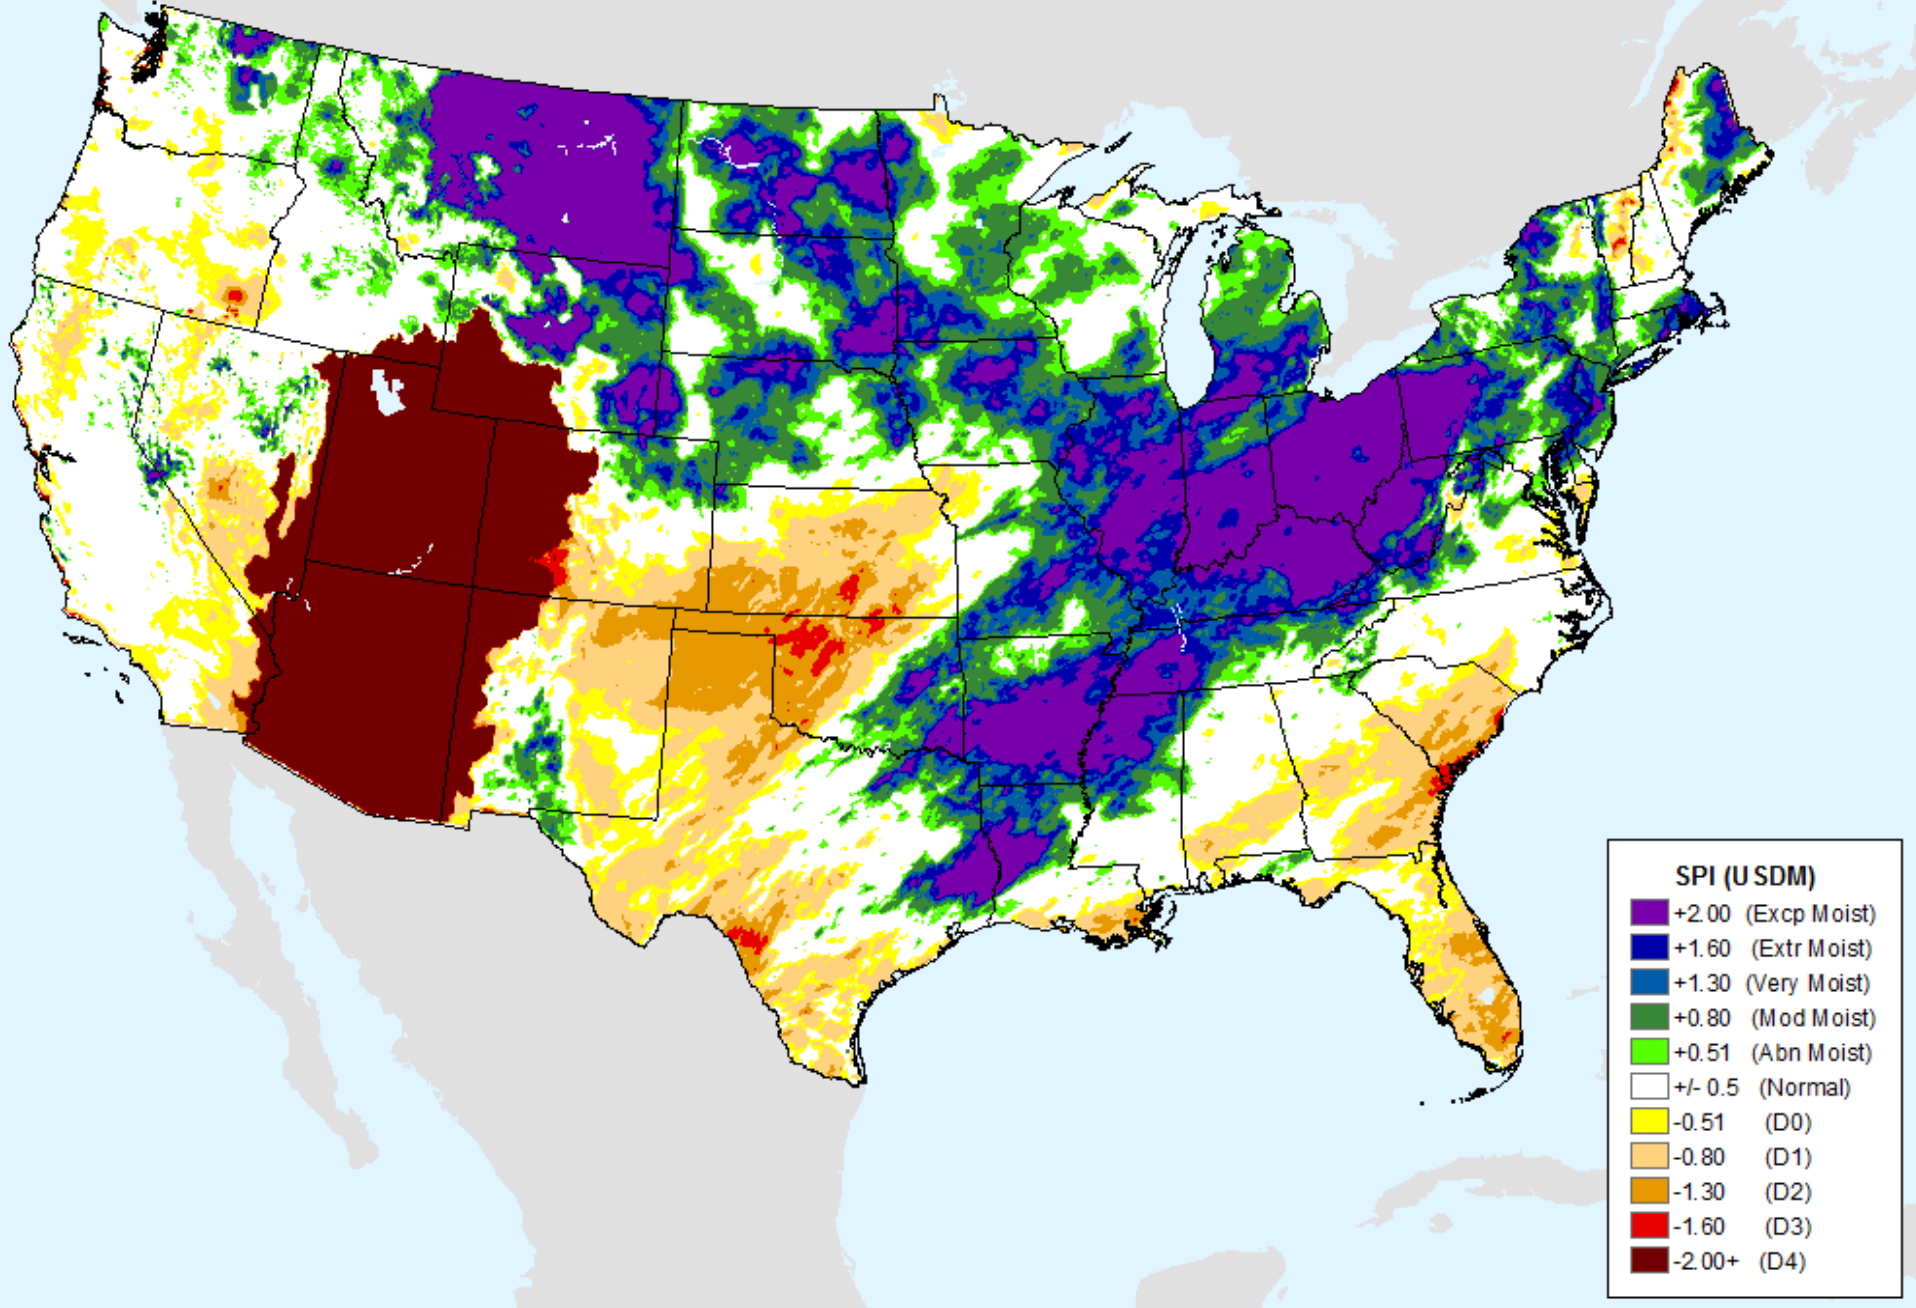 SPI (USDM)
+2.00 (Excp Moist)
+1.60 (Extr Moist)
+1.30 (Very Moist)
+0.80 (Mod Moist)
+0.51 (Abn Moist)
+/- 0.5 (Normal)
-0.51 (D0)
-0.80 (D1)
-1.30 (D2)
-1.60 (D3)
-2.00+ (D4)